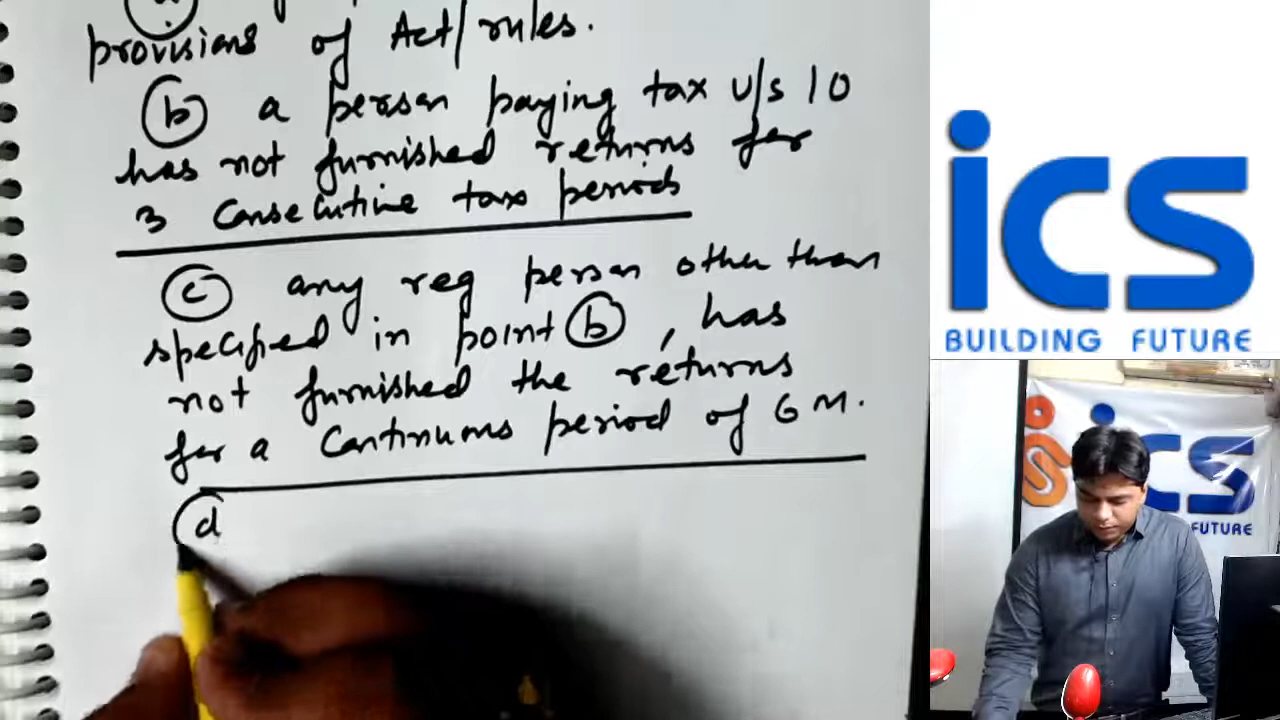 provisions of Act/rules.
(b) a person paying tax U/s 10
has not furnished returns for
3 Consecutive tax periods
(c) any reg person other than
specified in point (b), has
not furnished the returns
for a Continuous period of 6 M.
(d
ICS
BUILDING FUTURE
ICS
FUTURE